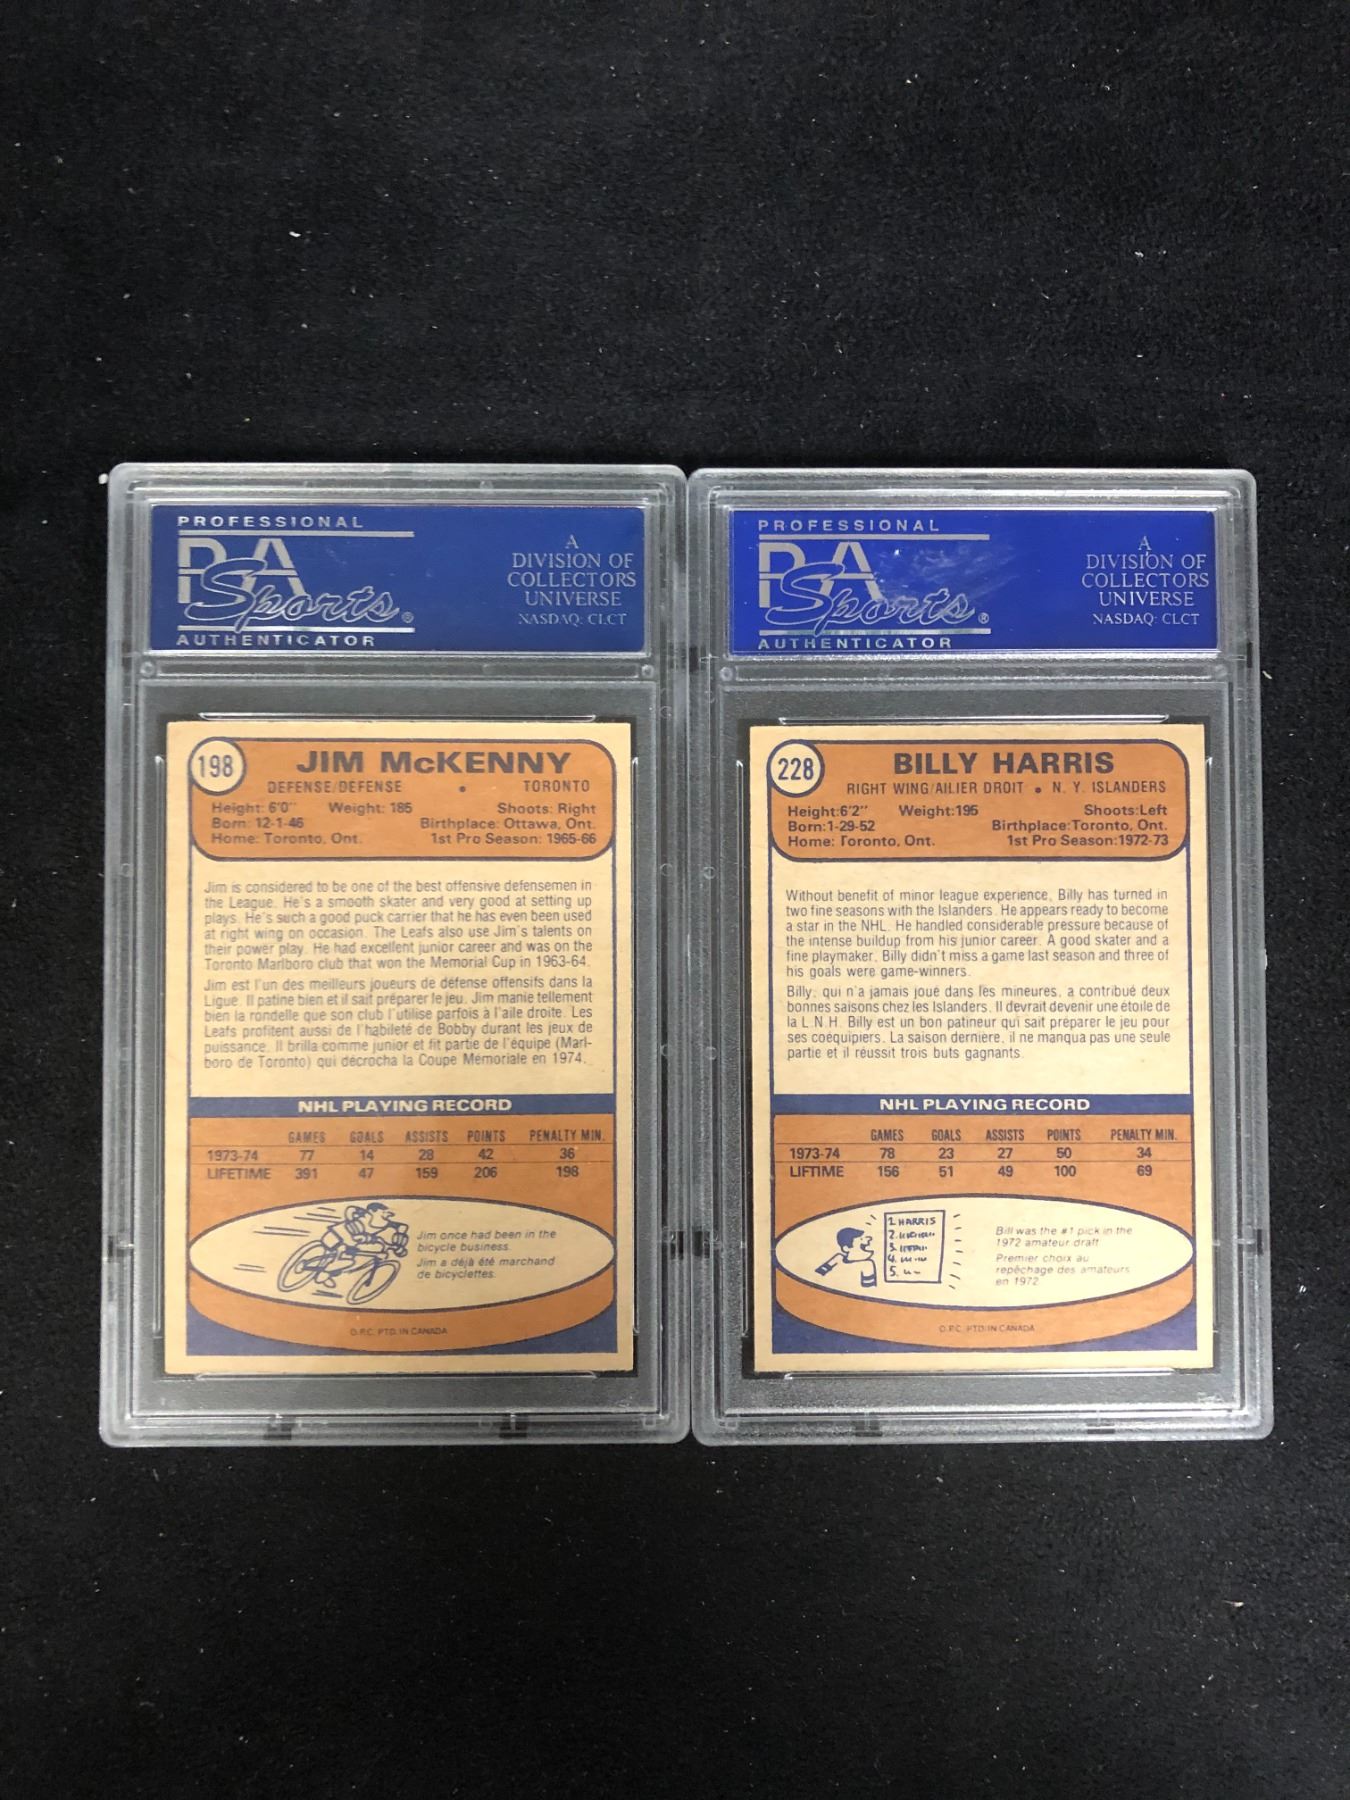 PROFESSIONAL
PSA
Sports®
AUTHENTICATOR
A
DIVISION OF
COLLECTORS
UNIVERSE
NASDAQ: CLCT
198
JIM McKENNY
DEFENSE/DEFENSE • TORONTO
Height: 6'0" Weight: 185 Shoots: Right
Born: 12-1-46 Birthplace: Ottawa, Ont.
Home: Toronto, Ont. 1st Pro Season: 1965-66
Jim is considered to be one of the best offensive defensemen in
the League. He's a smooth skater and very good at setting up
plays. He's such a good puck carrier that he has even been used
at right wing on occasion. The Leafs also use Jim's talents on
their power play. He had excellent junior career and was on the
Toronto Marlboro club that won the Memorial Cup in 1963-64.
Jim est l'un des meilleurs joueurs de défense offensifs dans la
Ligue. Il patine bien et il sait préparer le jeu. Jim manie tellement
bien la rondelle que son club l'utilise parfois à l'aile droite. Les
Leafs profitent aussi de l'habileté de Bobby durant les jeux de
puissance. Il brilla comme junior et fit partie de l'équipe (Marl-
boro de Toronto) qui décrocha la Coupe Memoriale en 1974.
NHL PLAYING RECORD
GAMES GOALS ASSISTS POINTS PENALTY MIN.
1973-74 77 14 28 42 36
LIFETIME 391 47 159 206 198
Jim once had been in the
bicycle business.
Jim a déjà été marchand
de bicyclettes.
O.P.C. PTD. IN CANADA
PROFESSIONAL
PSA
Sports®
AUTHENTICATOR
A
DIVISION OF
COLLECTORS
UNIVERSE
NASDAQ: CLCT
228
BILLY HARRIS
RIGHT WING/AILIER DROIT • N. Y. ISLANDERS
Height:6'2" Weight:195 Shoots:Left
Born:1-29-52 Birthplace:Toronto, Ont.
Home: Toronto, Ont. 1st Pro Season:1972-73
Without benefit of minor league experience, Billy has turned in
two fine seasons with the Islanders. He appears ready to become
a star in the NHL. He handled considerable pressure because of
the intense buildup from his junior career. A good skater and a
fine playmaker, Billy didn't miss a game last season and three of
his goals were game-winners.
Billy, qui n'a jamais joué dans les mineures, a contribué deux
bonnes saisons chez les Islanders. Il devrait devenir une étoile de
la L.N.H. Billy est un bon patineur qui sait préparer le jeu pour
ses coéquipiers. La saison dernière, il ne manqua pas une seule
partie et il réussit trois buts gagnants.
NHL PLAYING RECORD
GAMES GOALS ASSISTS POINTS PENALTY MIN.
1973-74 78 23 27 50 34
LIFTIME 156 51 49 100 69
1. HARRIS
2.
3.
4.
5.
Bill was the #1 pick in the
1972 amateur draft.
Premier choix au
repêchage des amateurs
en 1972
O.P.C. PTD. IN CANADA